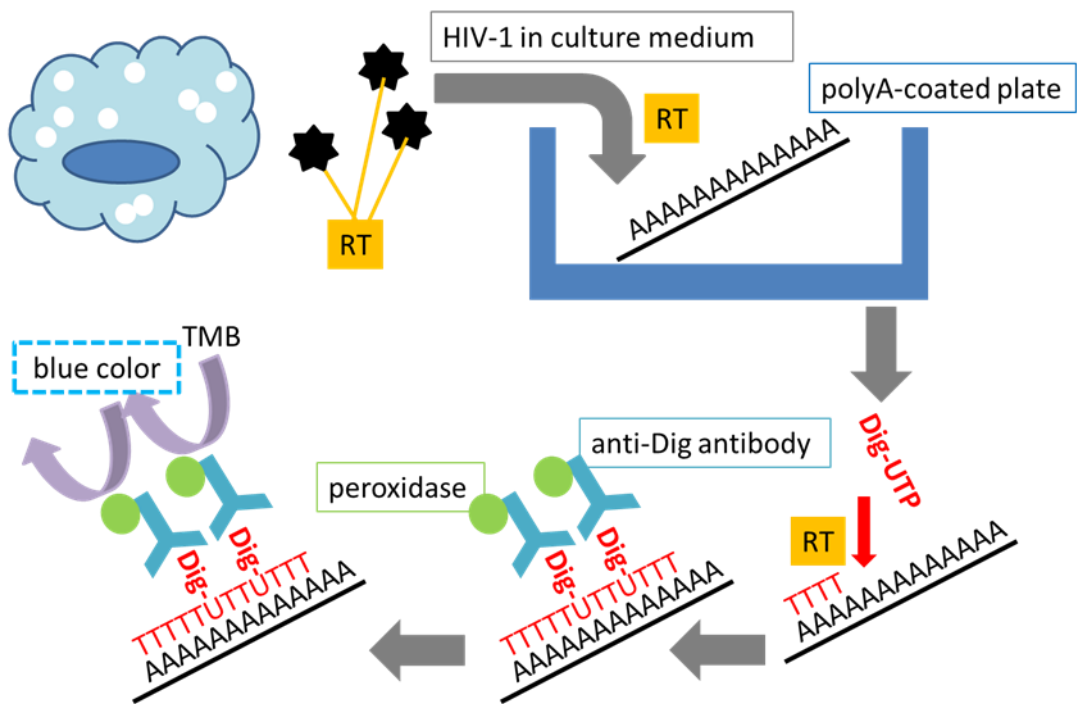 HIV-1 in culture medium
polyA-coated plate
RT
AAAAAAAAAAAAA
RT
TMB
blue color
anti-Dig antibody
peroxidase
Dig-UTP
RT
TTTT
AAAAAAAAAAAAA
Dig-
Dig-
TTTTTUTTUTTT
AAAAAAAAAAAAA
Dig-
Dig-
TTTTTUTTUTTT
AAAAAAAAAAAAA